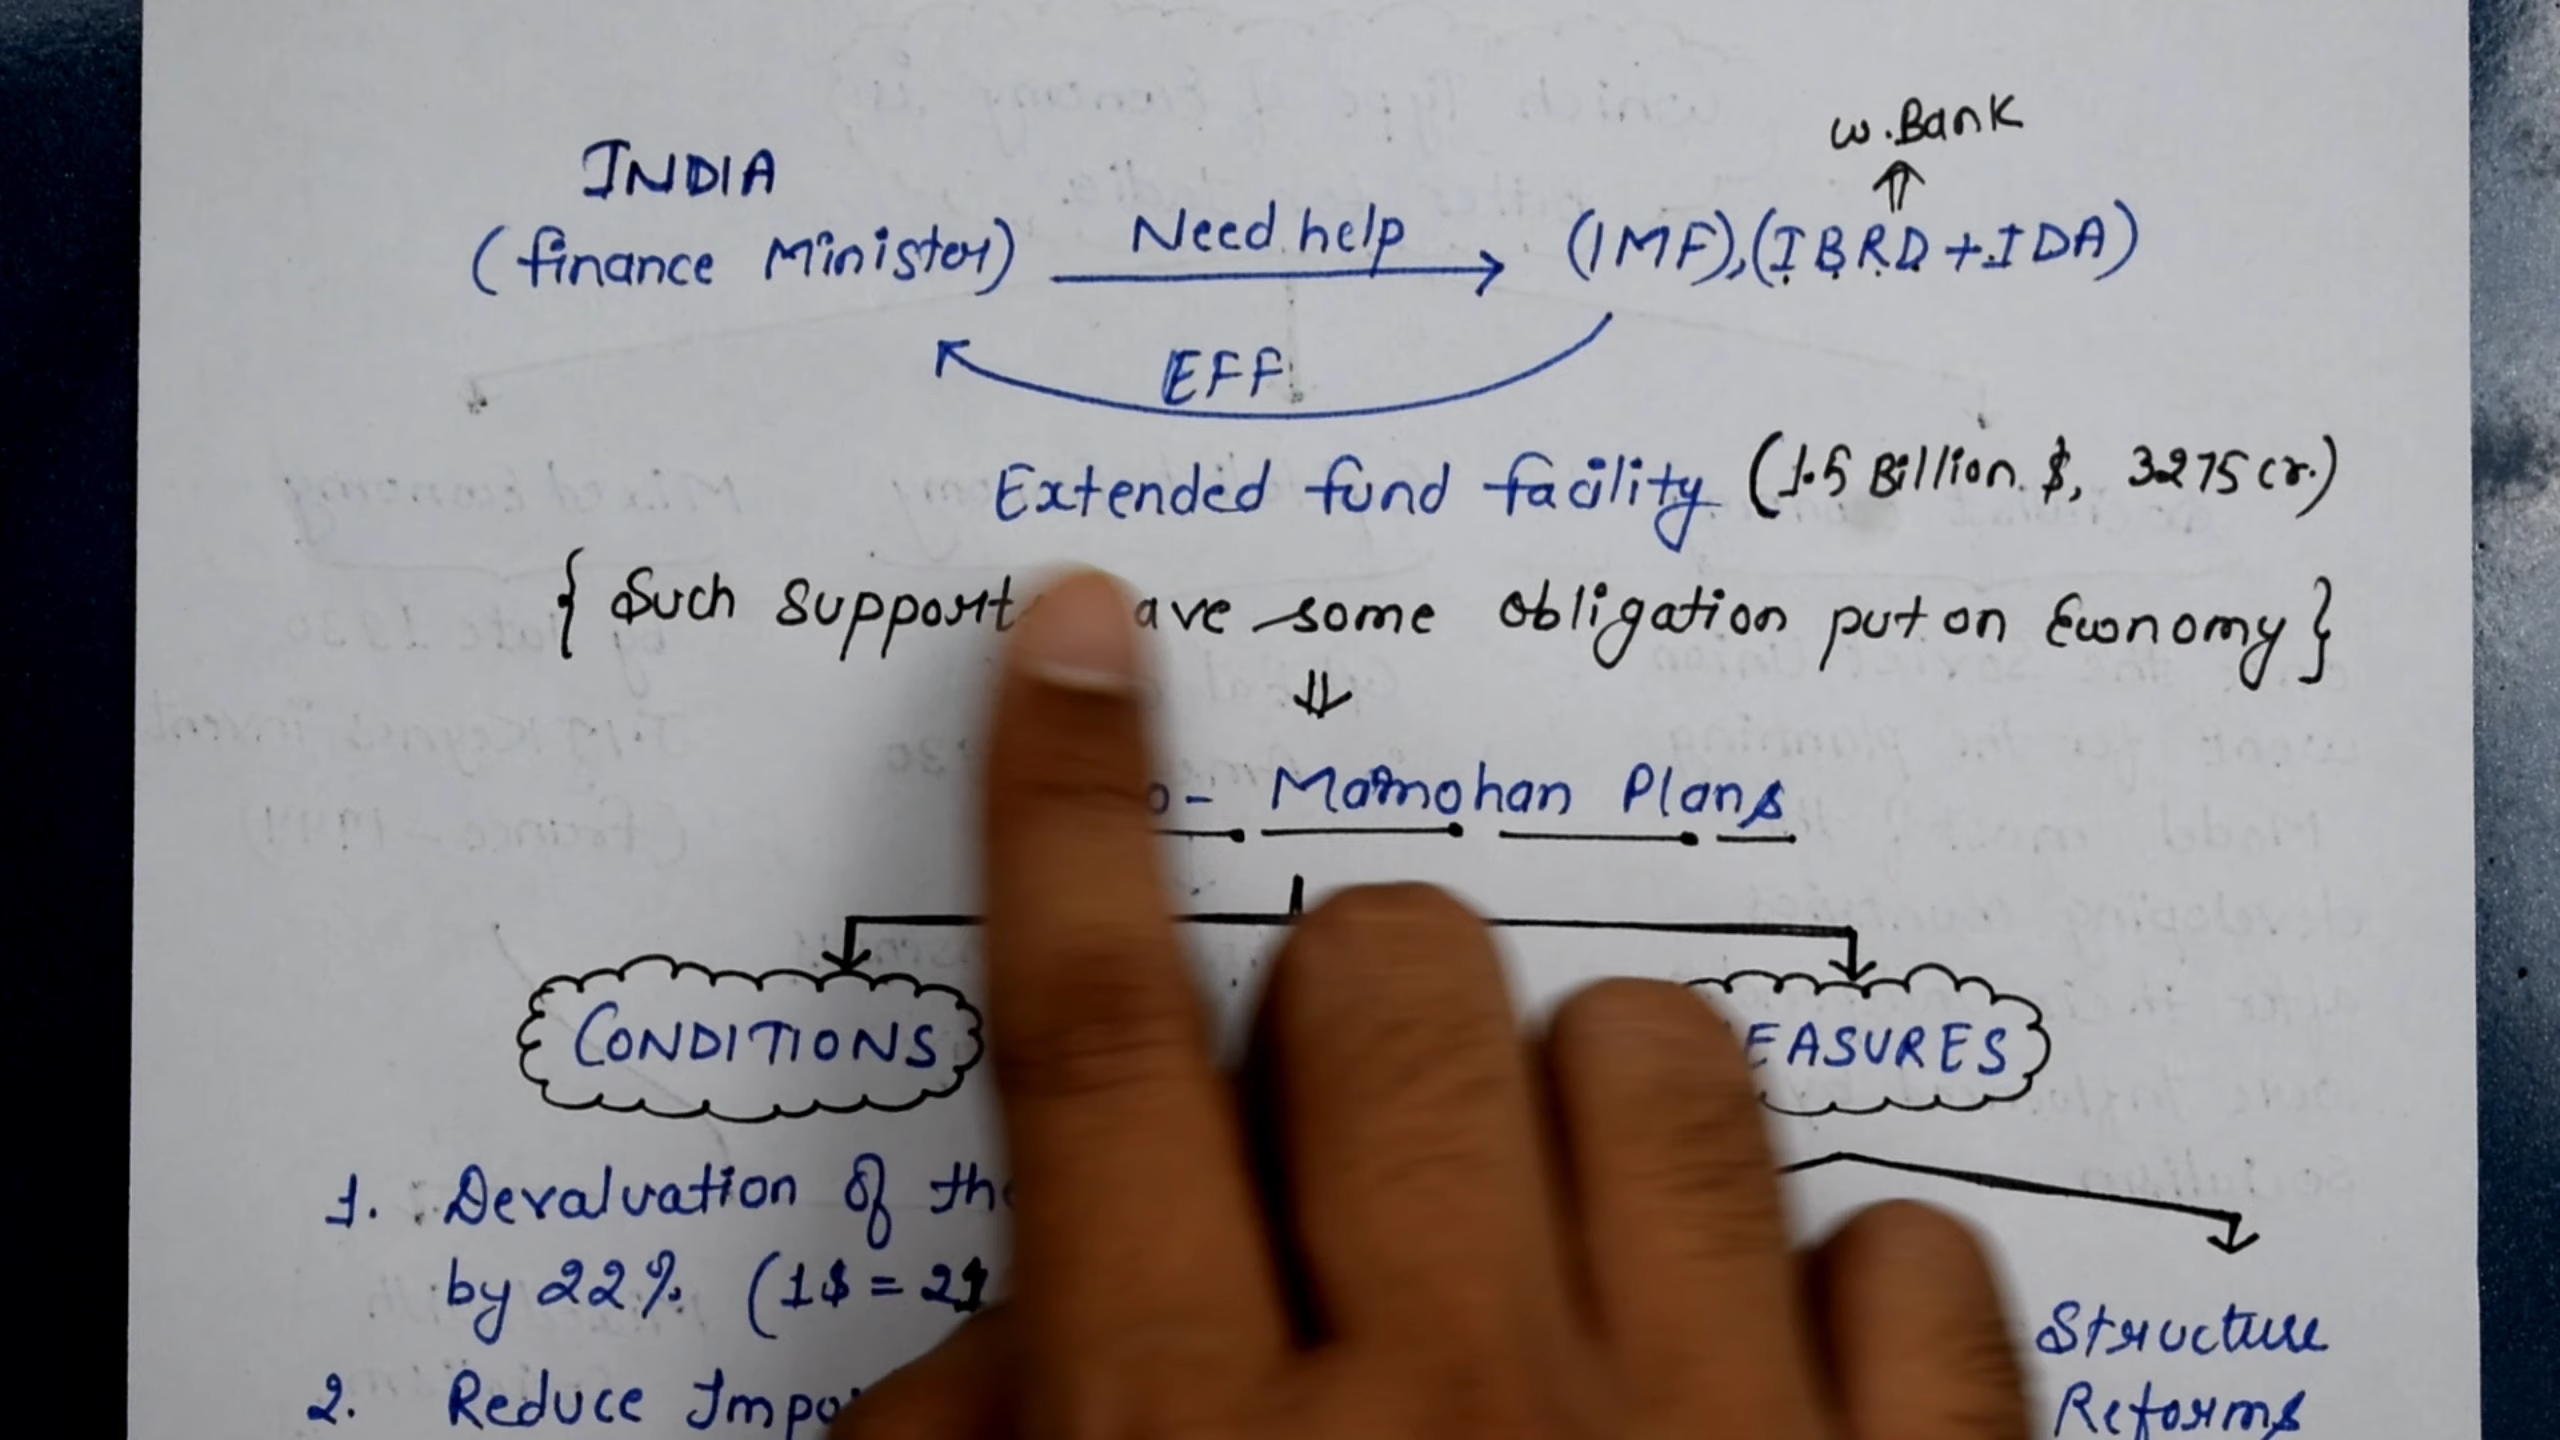 W.Bank
INDIA
(finance Minister) Need help (IMF),(IBRD+IDA)
EFF
Extended fund facility (1.5 Billion $, 3275 cr.)
{ Such support ave some obligation put on Economy }
o- Manmohan Plans
CONDITIONS EASURES
1. Devaluation of the
by 22% (1$ = 21
2. Reduce Impo
Structure
Reforms